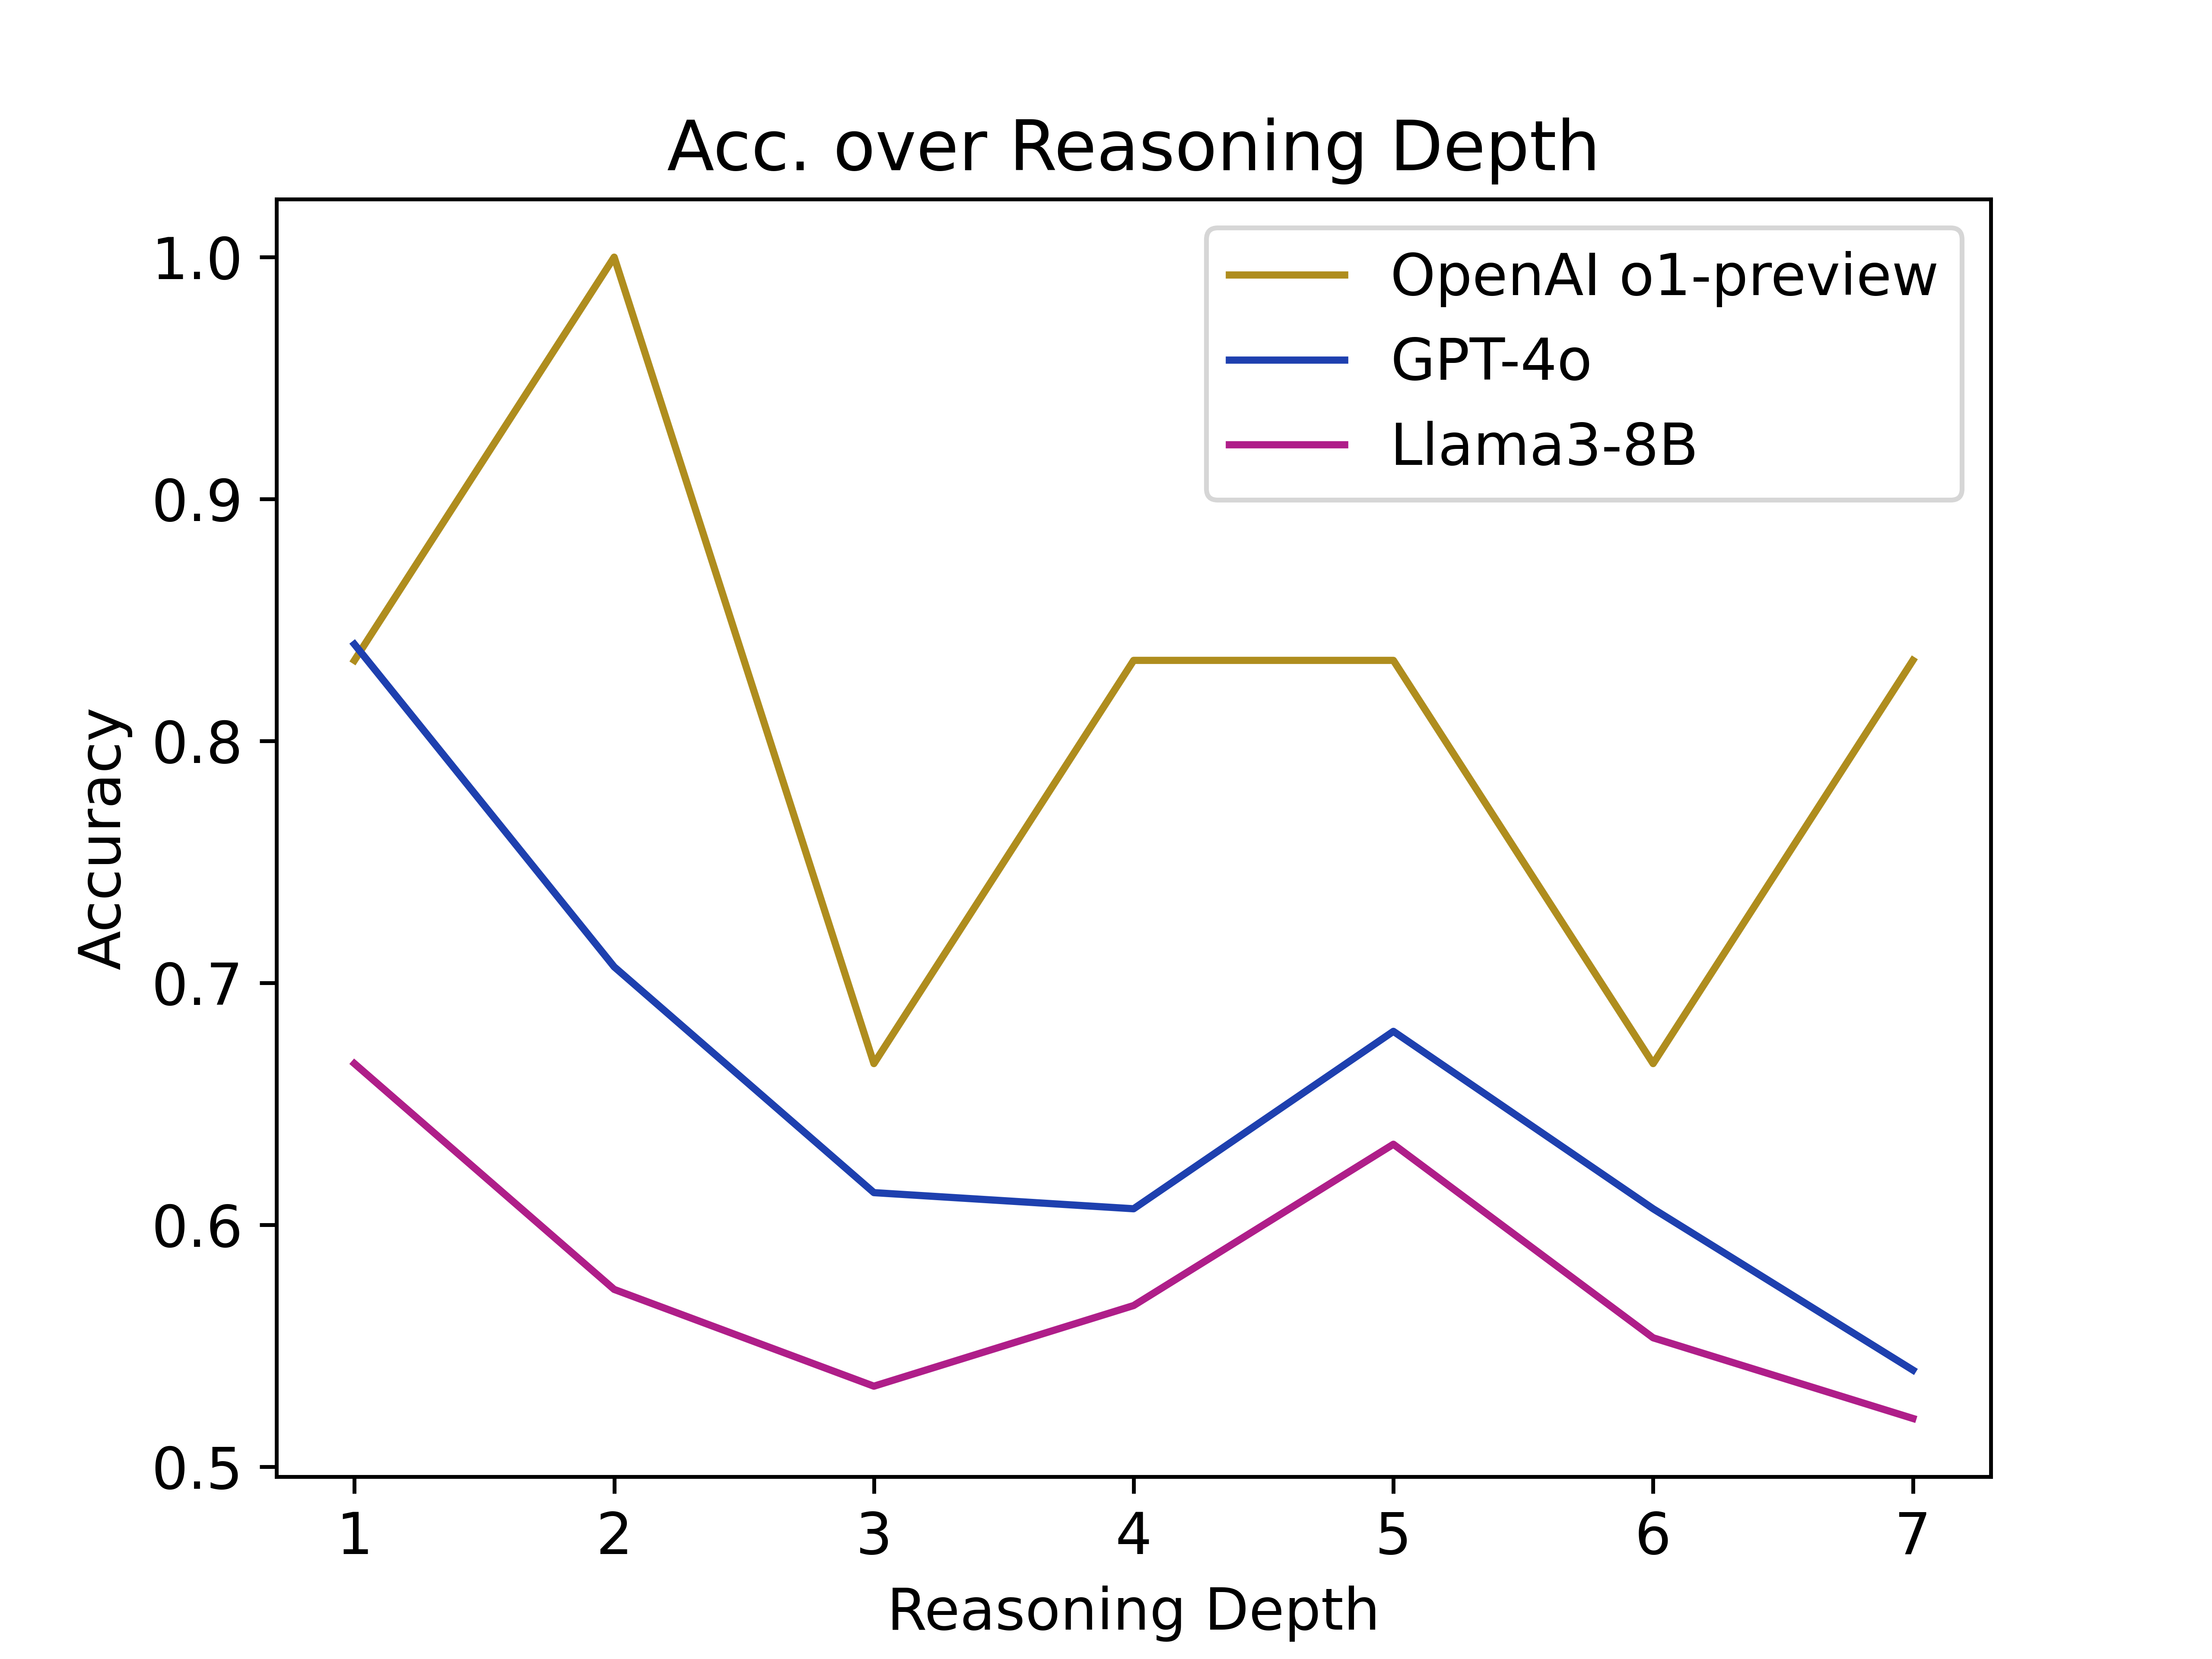 Acc. over Reasoning Depth
OpenAI o1-preview
GPT-4o
Llama3-8B
Accuracy
1.0
0.9
0.8
0.7
0.6
0.5
1 2 3 4 5 6 7
Reasoning Depth